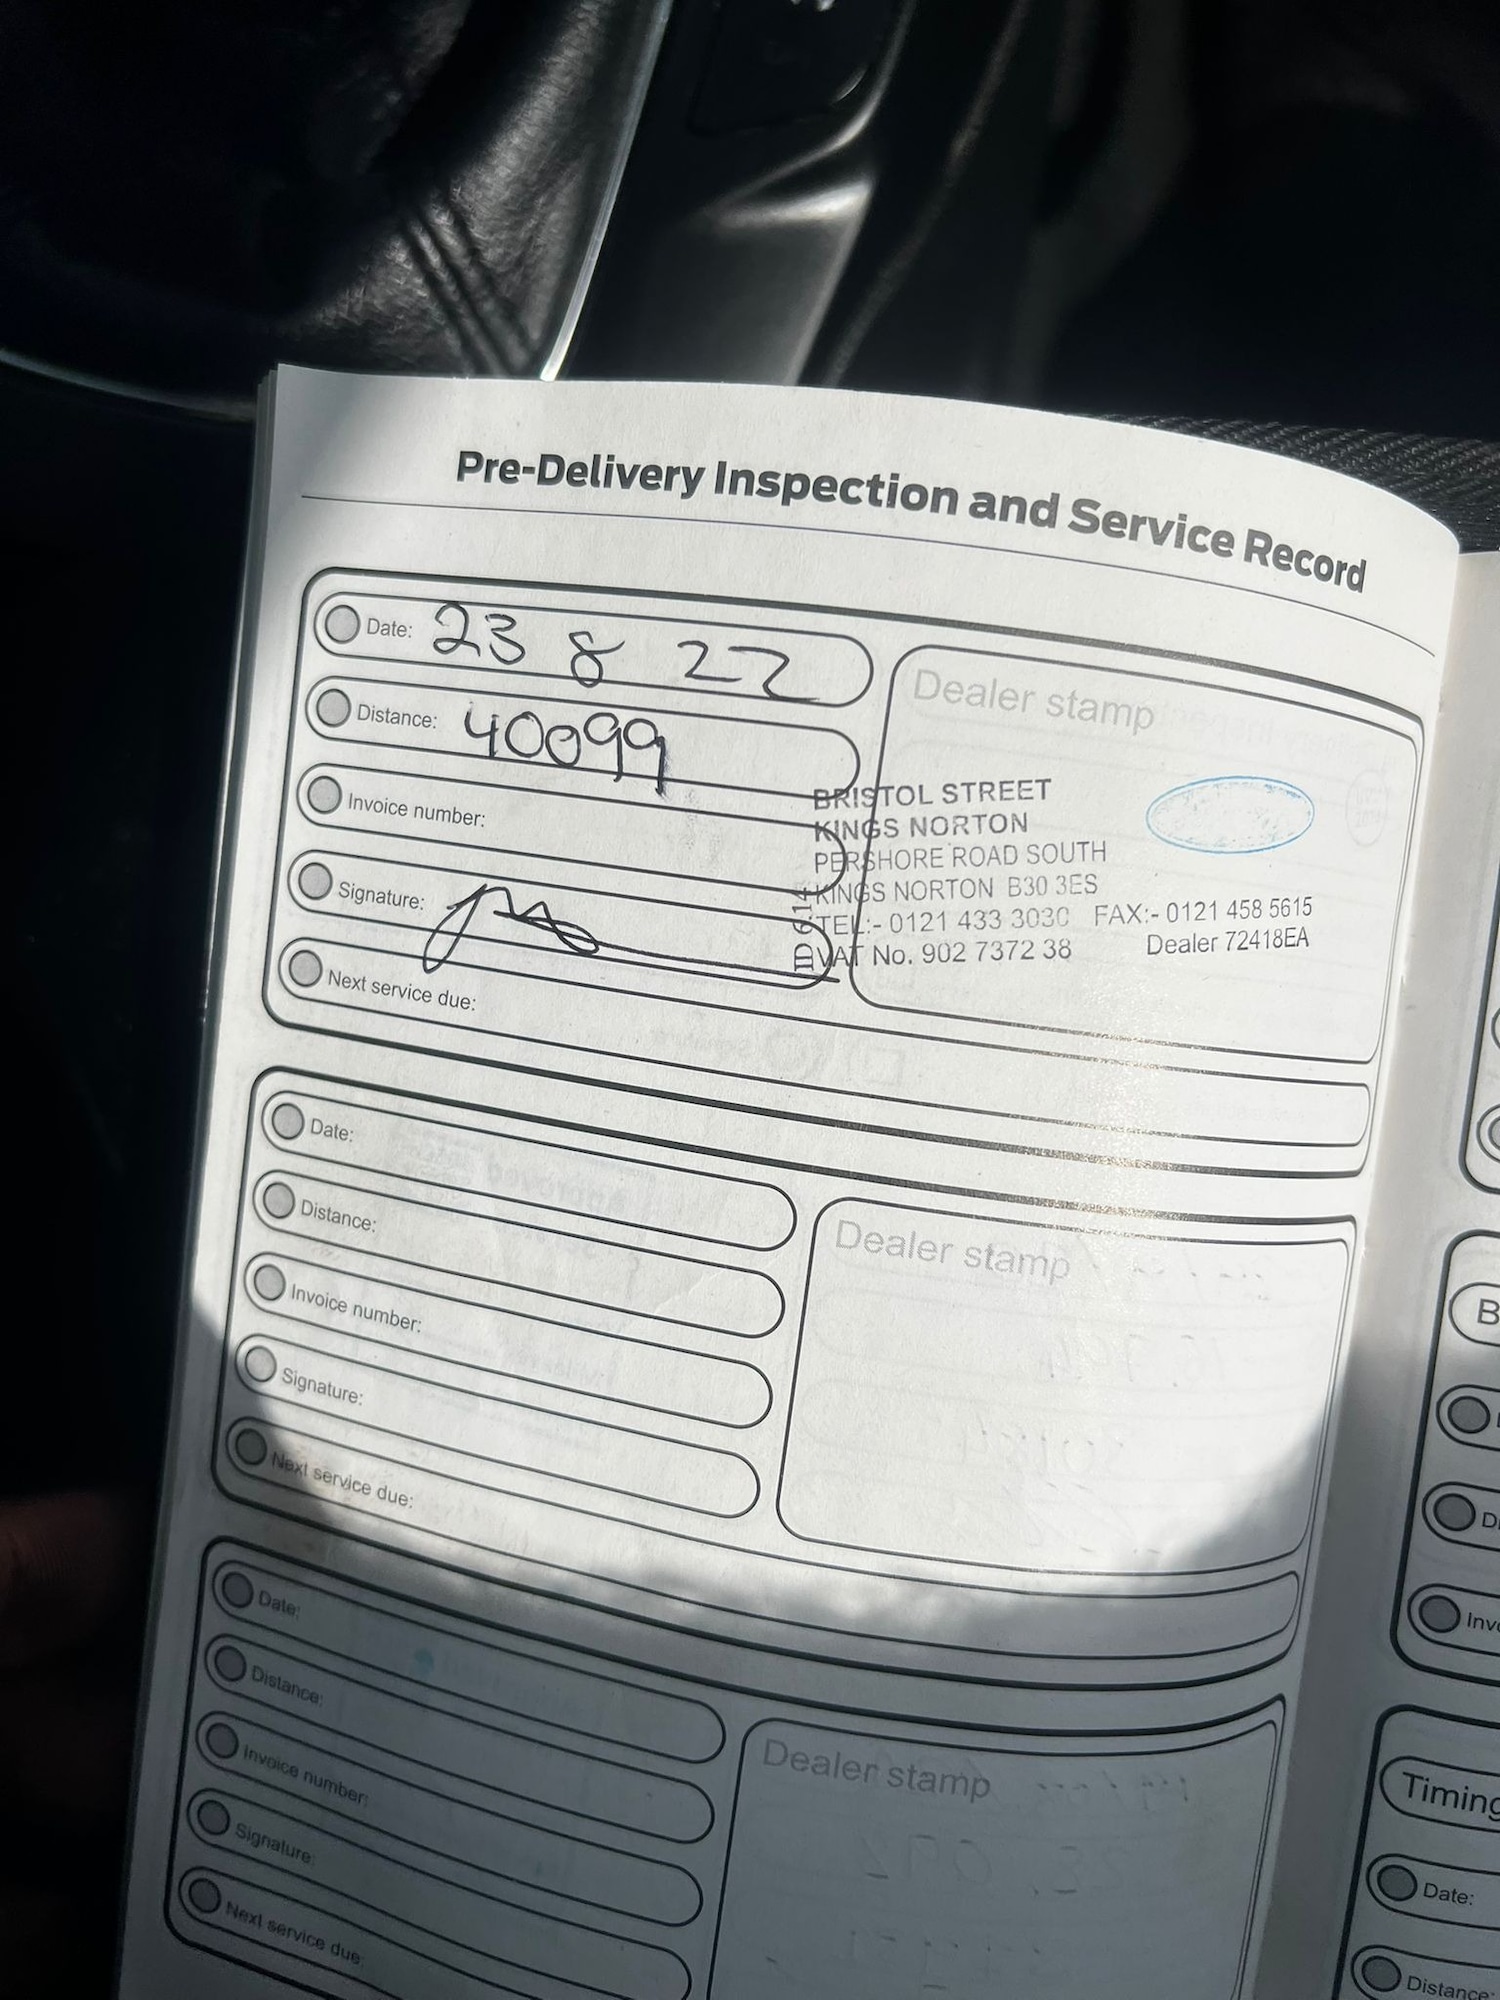 Pre-Delivery Inspection and Service Record
Date: 23 8 22
Distance: 40099
Invoice number:
Signature:
Next service due:
Dealer stamp
BRISTOL STREET
KINGS NORTON
PERSHORE ROAD SOUTH
KINGS NORTON B30 3ES
TEL:- 0121 433 3030 FAX:- 0121 458 5615
VAT No. 902 7372 38 Dealer 72418EA
ID 614
Date:
Distance:
Invoice number:
Signature:
Next service due:
Dealer stamp
Date:
Distance:
Invoice number:
Signature:
Next service due:
Dealer stamp
B
Timing
Date:
Distance: